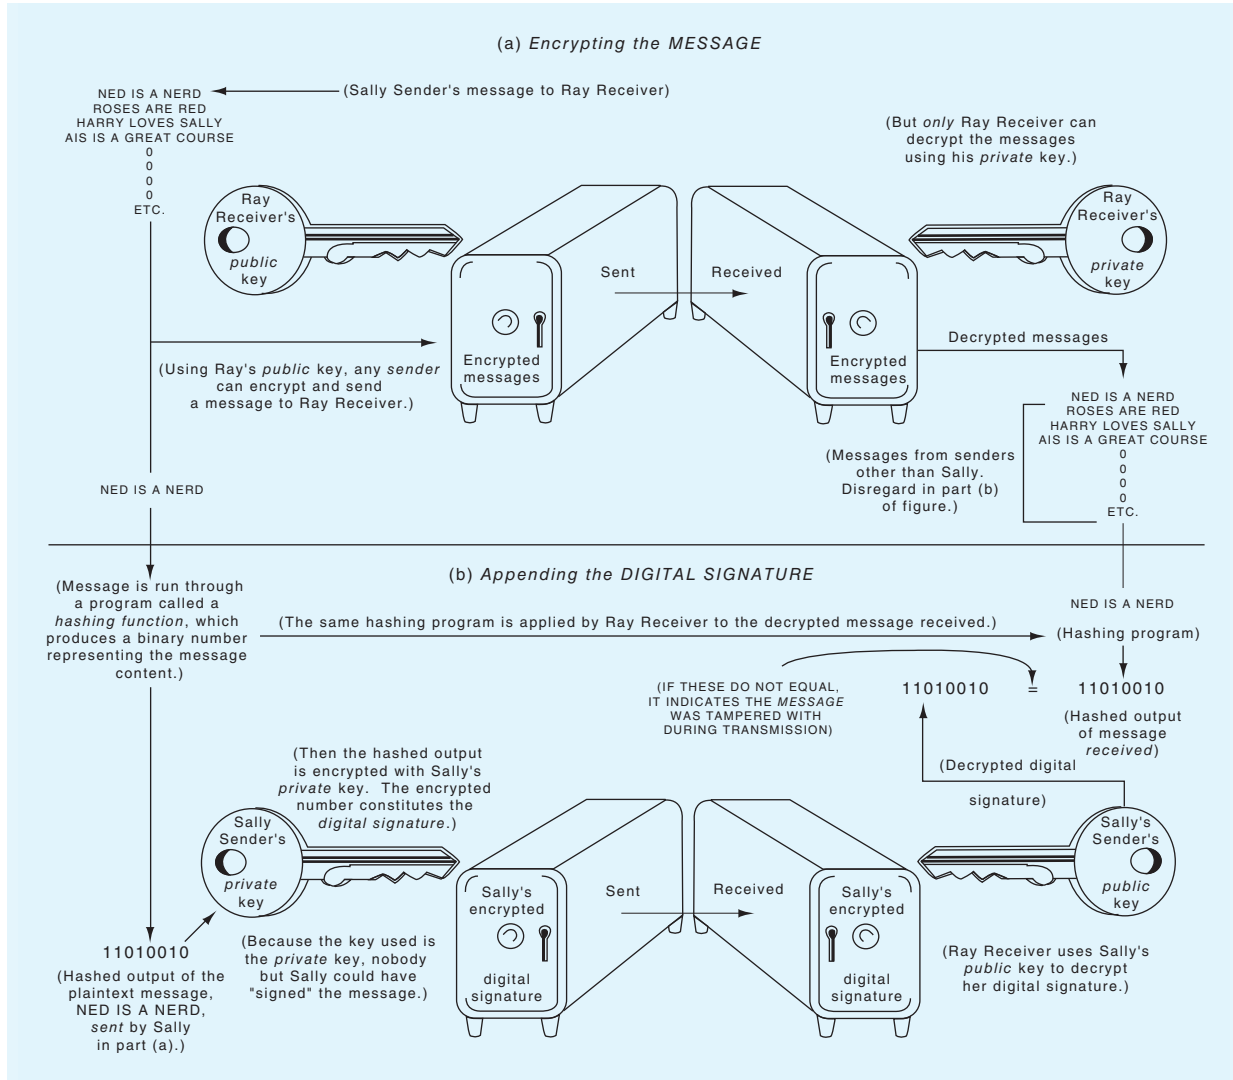 (a) Encrypting the MESSAGE
NED IS A NERD
ROSES ARE RED
HARRY LOVES SALLY
AIS IS A GREAT COURSE
0
0
0
0
ETC.
(Sally Sender's message to Ray Receiver)
(But only Ray Receiver can
decrypt the messages
using his private key.)
Ray
Receiver's
public
key
Sent
Received
Ray
Receiver's
private
key
(Using Ray's public key, any sender
can encrypt and send
a message to Ray Receiver.)
Encrypted
messages
Encrypted
messages
Decrypted messages
NED IS A NERD
ROSES ARE RED
HARRY LOVES SALLY
AIS IS A GREAT COURSE
0
0
0
0
ETC.
(Messages from senders
other than Sally.
Disregard in part (b)
of figure.)
NED IS A NERD
(b) Appending the DIGITAL SIGNATURE
(Message is run through
a program called a
hashing function, which
produces a binary number
representing the message
content.)
(The same hashing program is applied by Ray Receiver to the decrypted message received.)
NED IS A NERD
(Hashing program)
(IF THESE DO NOT EQUAL,
IT INDICATES THE MESSAGE
WAS TAMPERED WITH
DURING TRANSMISSION)
11010010 = 11010010
(Hashed output
of message
received)
(Then the hashed output
is encrypted with Sally's
private key. The encrypted
number constitutes the
digital signature.)
(Decrypted digital
signature)
Sally
Sender's
private
key
Sally's
encrypted
digital
signature
Sent
Received
Sally's
encrypted
digital
signature
Sally's
Sender's
public
key
11010010
(Hashed output of the
plaintext message,
NED IS A NERD,
sent by Sally
in part (a).)
(Because the key used is
the private key, nobody
but Sally could have
"signed" the message.)
(Ray Receiver uses Sally's
public key to decrypt
her digital signature.)